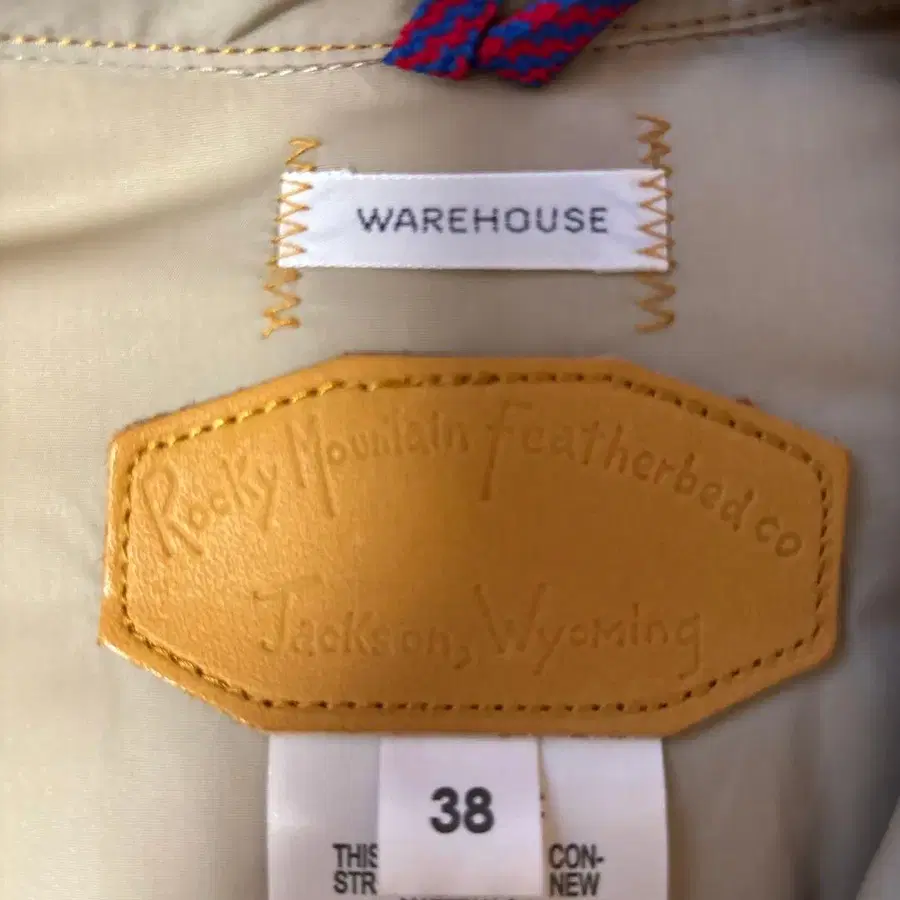 WAREHOUSE
Rocky Mountain Featherbed co
Jackson, Wyoming
38
THIS CON-
STR NEW